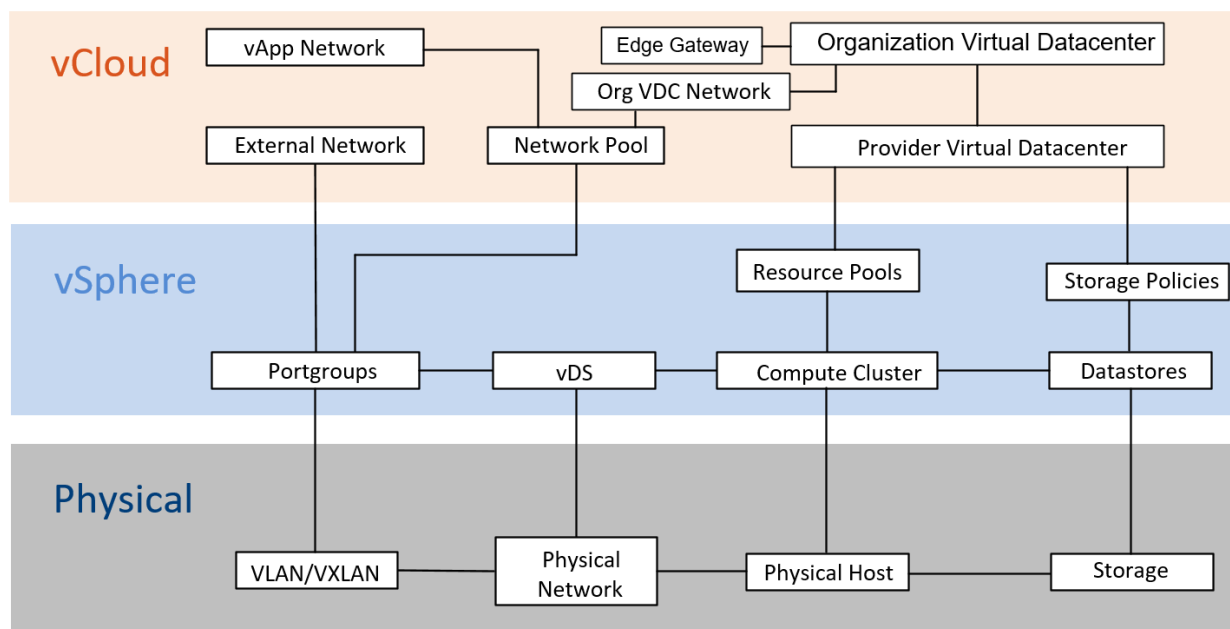 vCloud
vApp Network
Edge Gateway
Organization Virtual Datacenter
Org VDC Network
External Network
Network Pool
Provider Virtual Datacenter
vSphere
Resource Pools
Storage Policies
Portgroups
vDS
Compute Cluster
Datastores
Physical
VLAN/VXLAN
Physical
Network
Physical Host
Storage